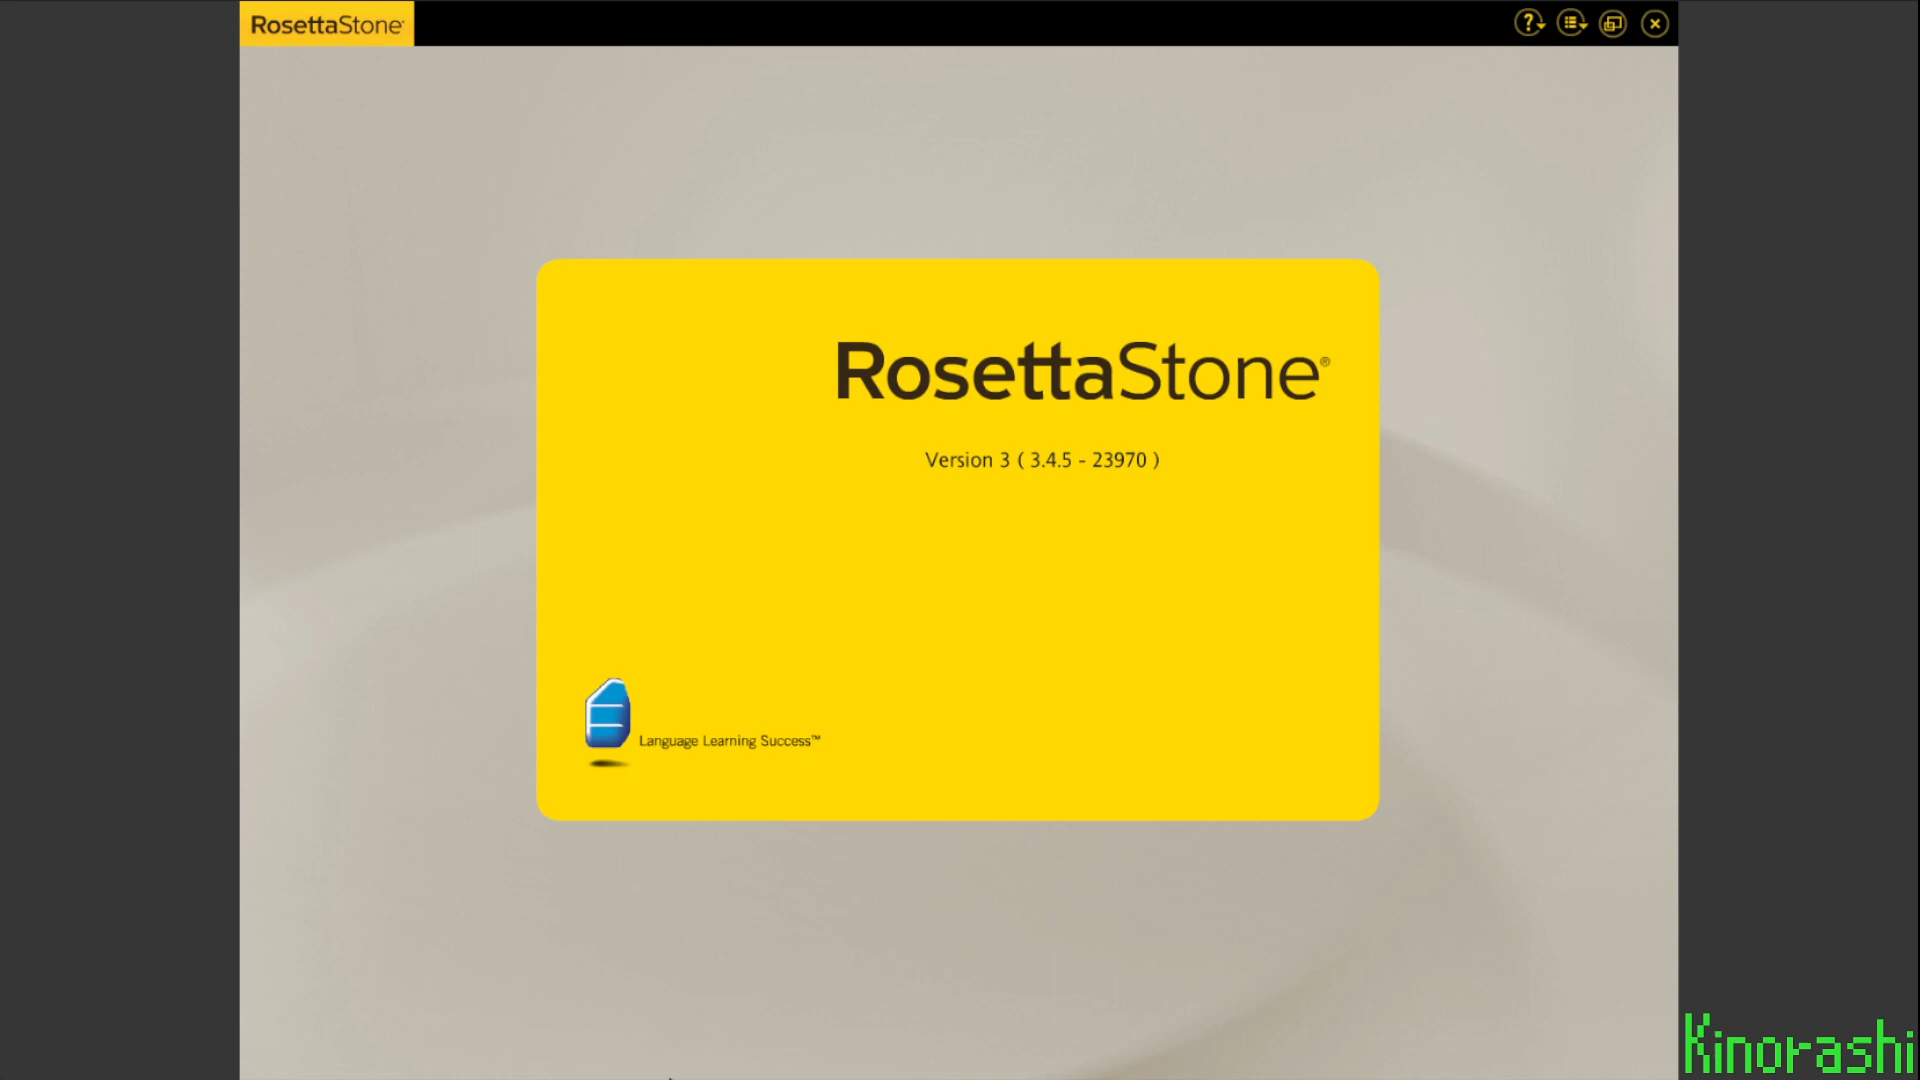 RosettaStone
RosettaStone®
Version 3 ( 3.4.5 - 23970 )
Language Learning Success™
Kinorashi